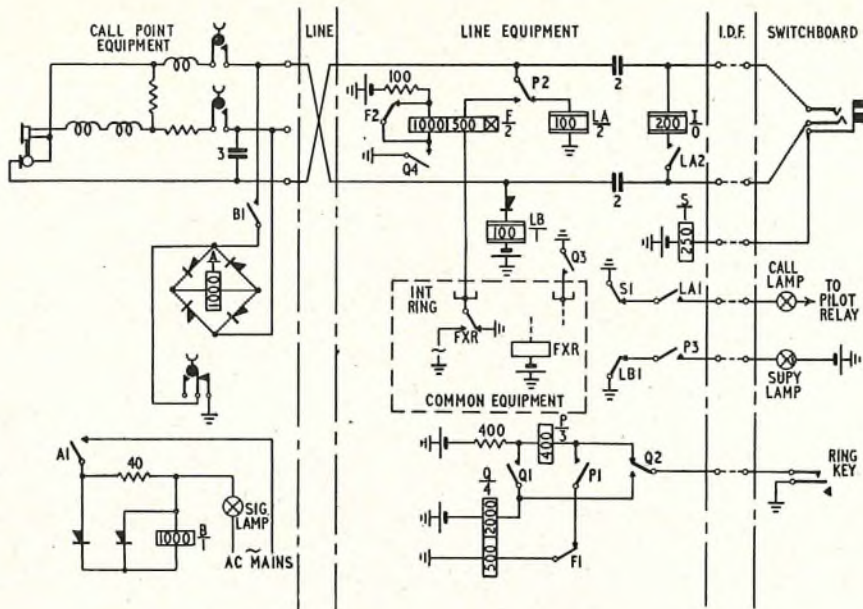 CALL POINT
EQUIPMENT
LINE
LINE EQUIPMENT
I.D.F.
SWITCHBOARD
100
F2
1000 500
F
2
Q4
P2
100
LA
2
2
200
I
0
LA2
2
3
B1
A
1
1000
100
LB
1
Q3
S
1
250
INT
RING
FXR
~
FXR
COMMON EQUIPMENT
S1
LA1
CALL
LAMP
TO
PILOT
RELAY
LB1
P3
SUPY
LAMP
A1
40
1000
B
1
SIG.
LAMP
~
AC MAINS
400
P
3
400
Q1
P1
Q2
Q
4
2000
500
F1
RING
KEY